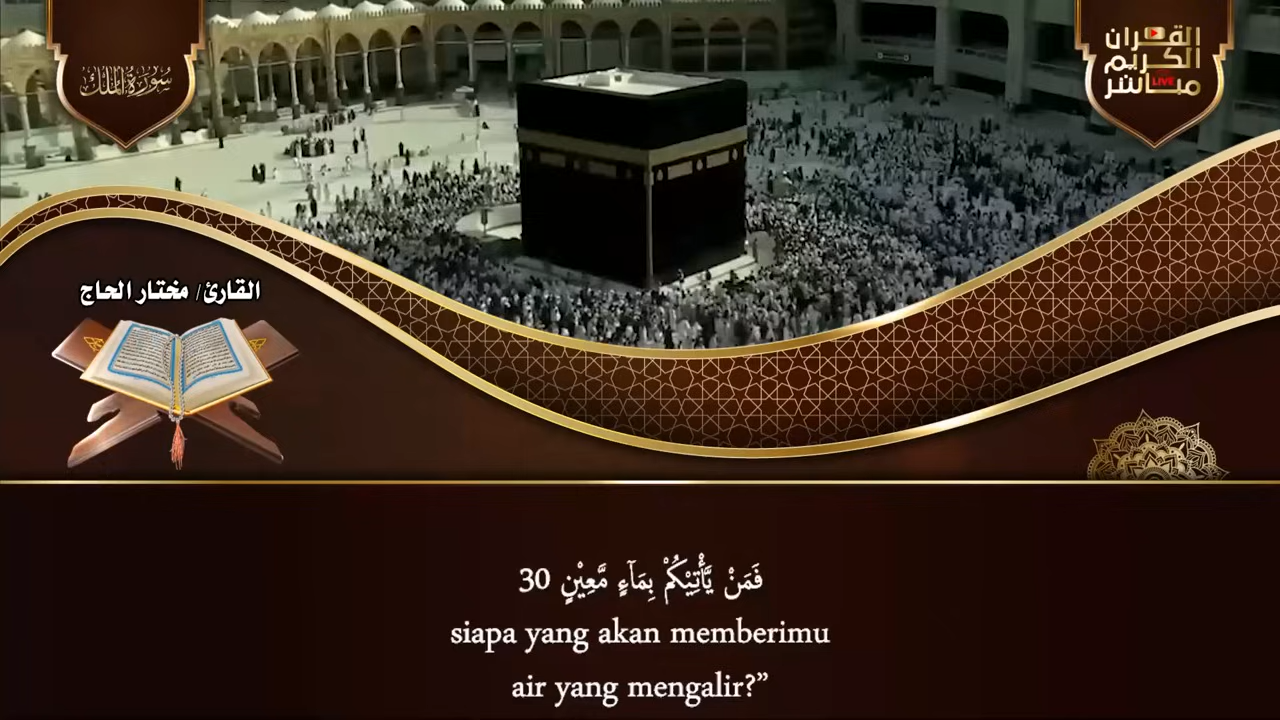 سورة الملك
القرآن
الكريم
LIVE
مباشر
القارئ/ مختار الحاج
فَمَنْ يَّأْتِيْكُمْ بِمَاۤءٍ مَّعِيْنٍ 30
siapa yang akan memberimu
air yang mengalir?”